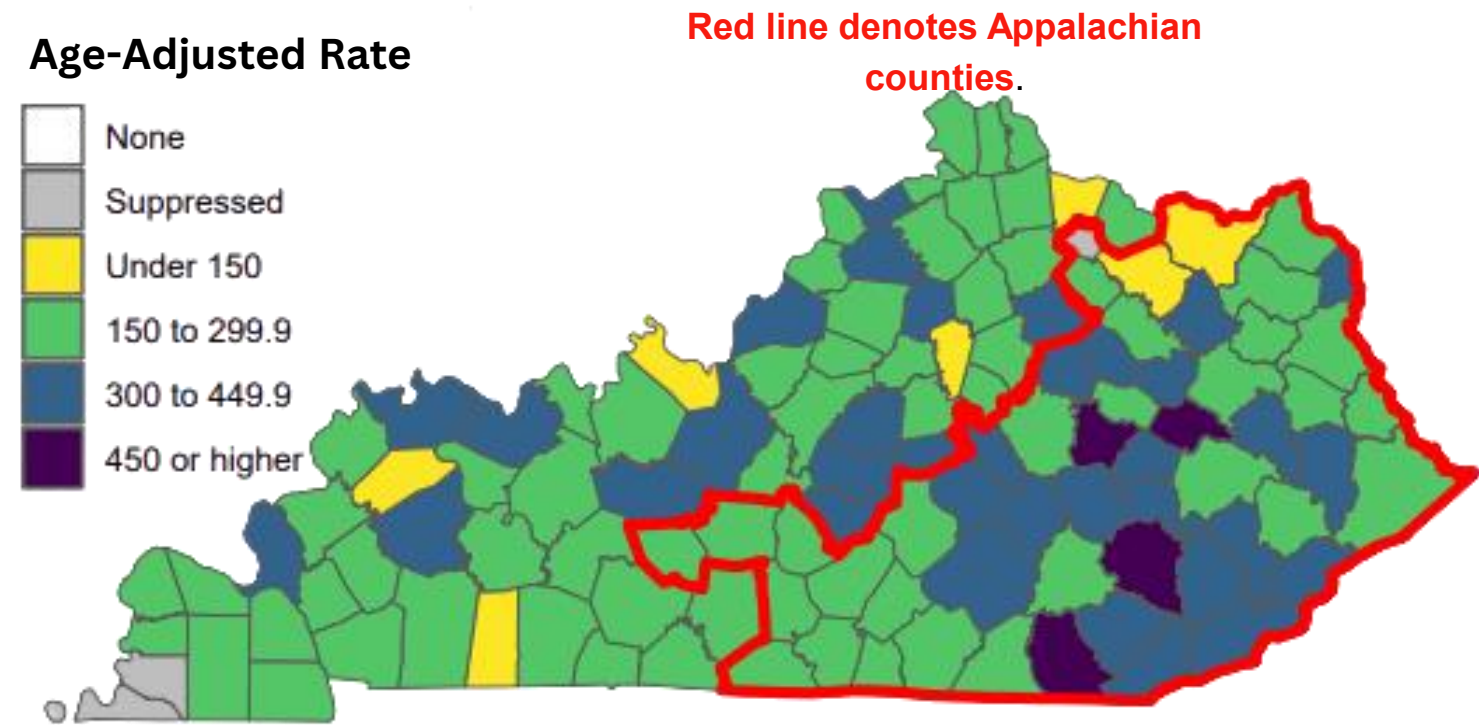 Red line denotes Appalachian
counties.
Age-Adjusted Rate
None
Suppressed
Under 150
150 to 299.9
300 to 449.9
450 or higher